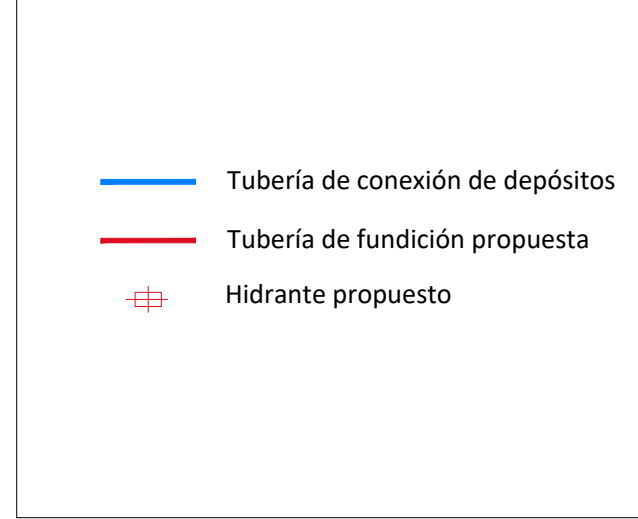 Tubería de conexión de depósitos
Tubería de fundición propuesta
Hidrante propuesto